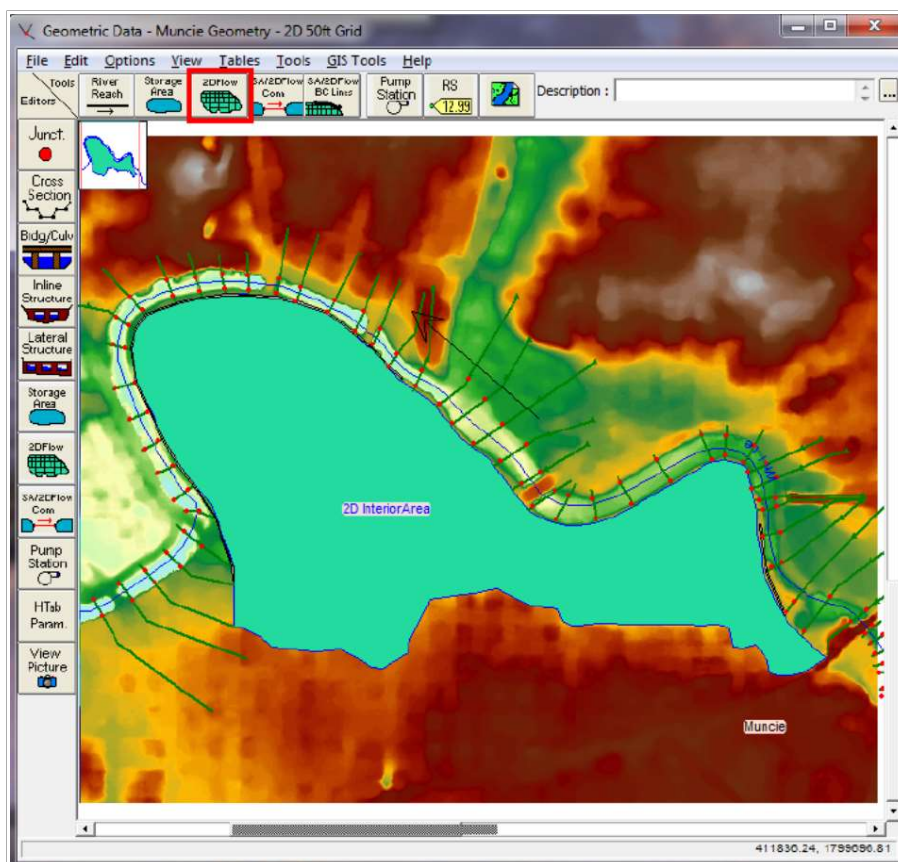 Geometric Data - Muncie Geometry - 2D 50ft Grid
File Edit Options View Tables Tools GIS Tools Help
Tools
Editors
River
Reach
Storage
Area
2DFlow
SA/2DFlow
Conn
SA/2DFlow
BC Lines
Pump
Station
RS
12.99
Description :
...
Junct.
Cross
Section
Bridg/Culv
Inline
Structure
Lateral
Structure
Storage
Area
2DFlow
SA/2DFlow
Conn
Pump
Station
HTab
Param.
View
Picture
2D InteriorArea
Muncie
411830.24, 1799096.81